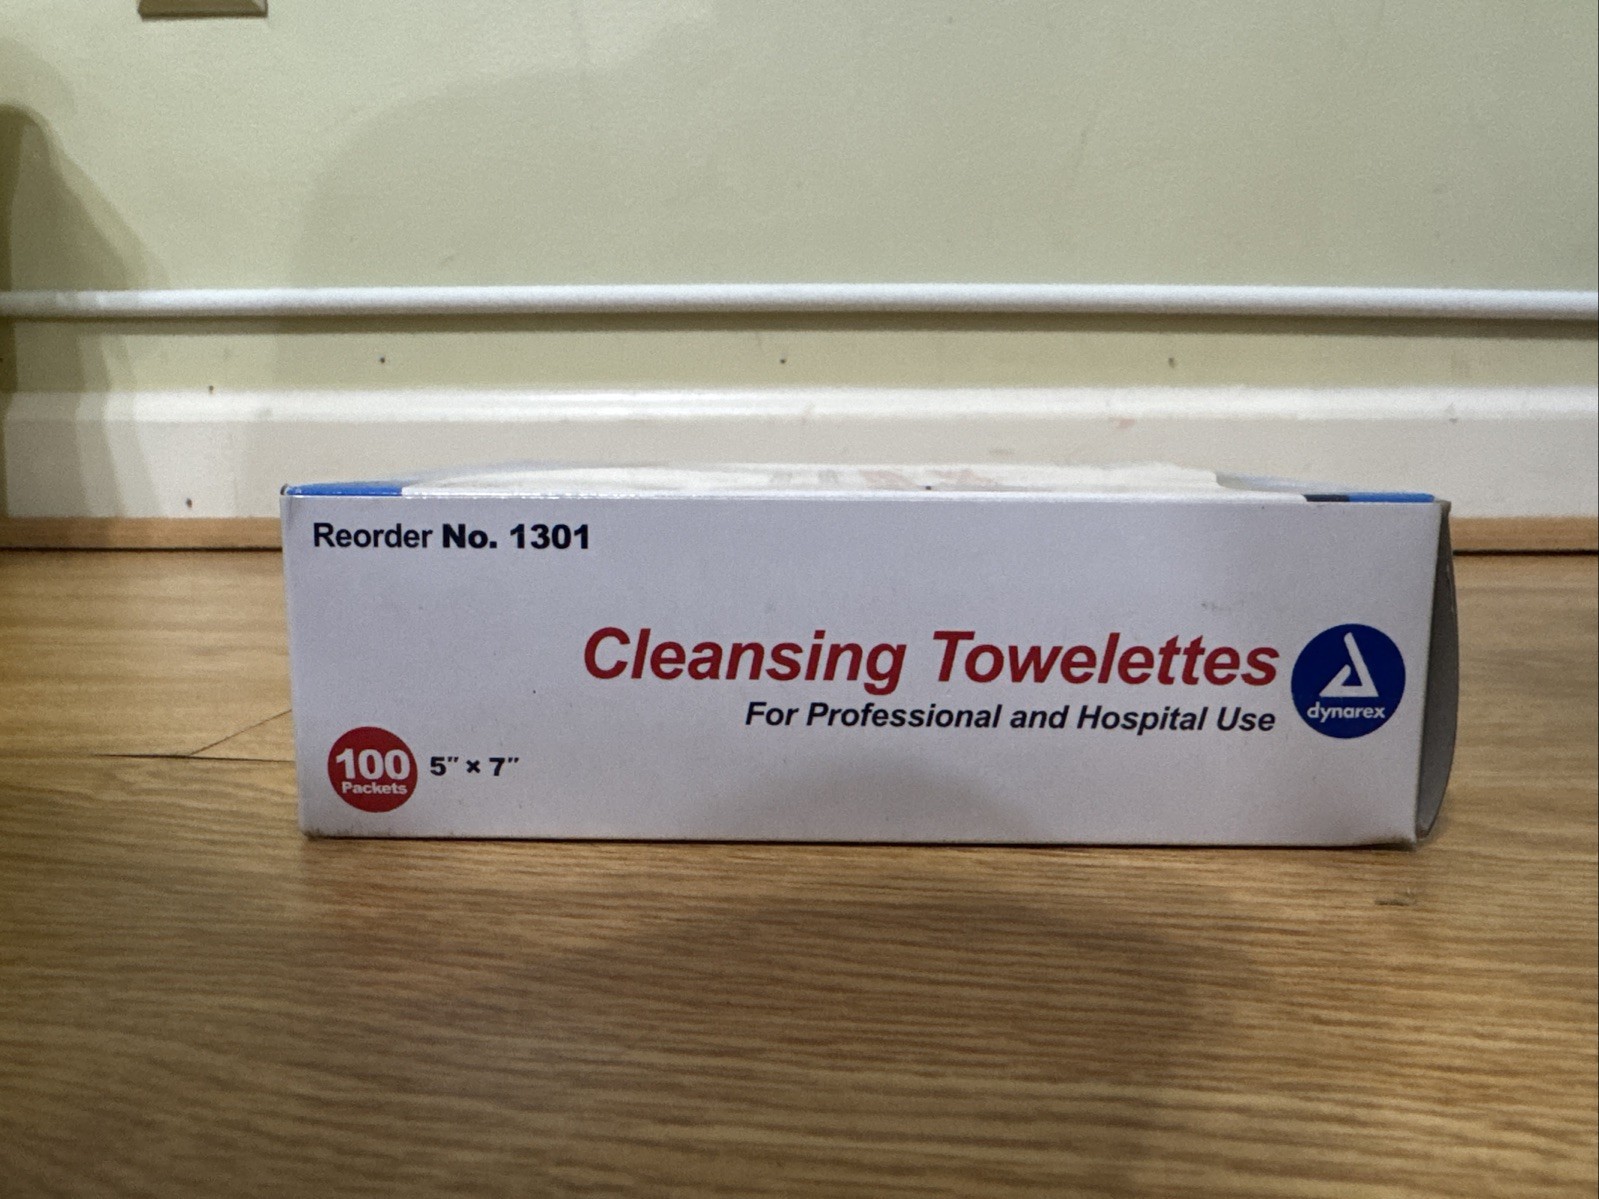 Reorder No. 1301
Cleansing Towelettes
For Professional and Hospital Use
dynarex
100
Packets
5″ × 7″